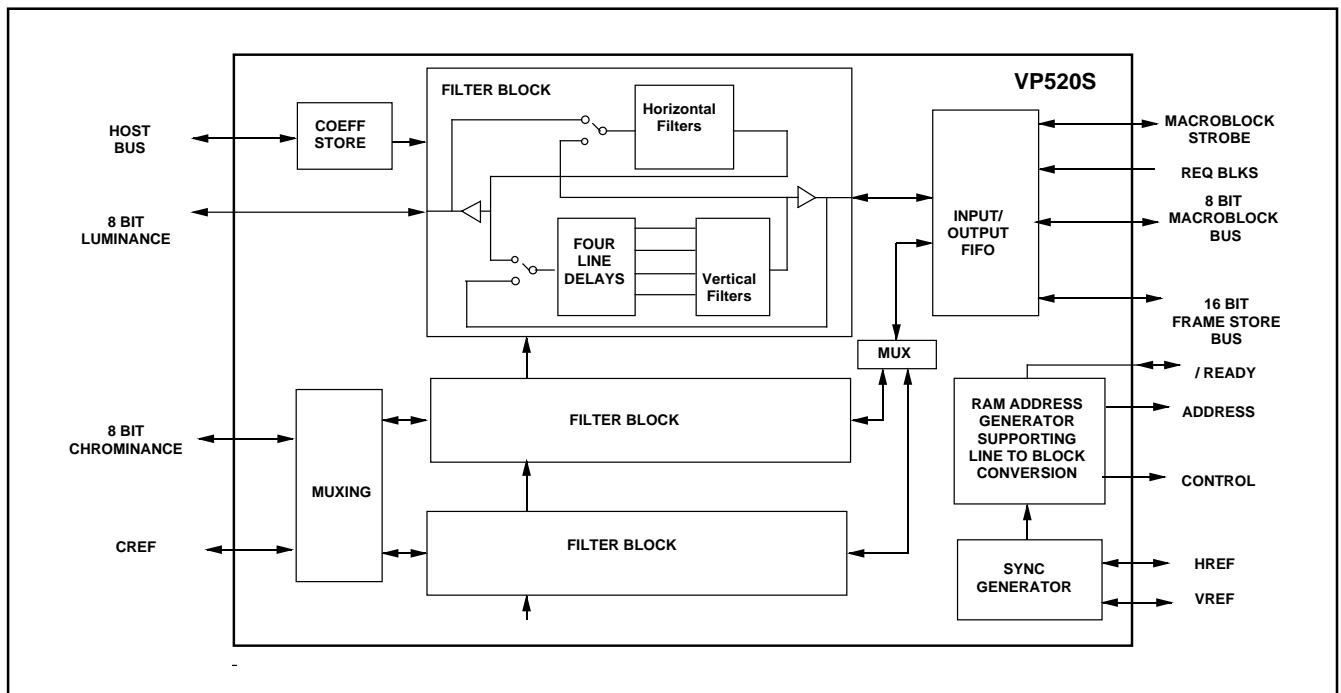 VP520S
FILTER BLOCK
Horizontal
Filters
HOST
BUS
COEFF
STORE
8 BIT
LUMINANCE
FOUR
LINE
DELAYS
Vertical
Filters
INPUT/
OUTPUT
FIFO
MACROBLOCK
STROBE
REQ BLKS
8 BIT
MACROBLOCK
BUS
16 BIT
FRAME STORE
BUS
MUX
/ READY
8 BIT
CHROMINANCE
MUXING
FILTER BLOCK
RAM ADDRESS
GENERATOR
SUPPORTING
LINE TO BLOCK
CONVERSION
ADDRESS
CONTROL
CREF
FILTER BLOCK
SYNC
GENERATOR
HREF
VREF